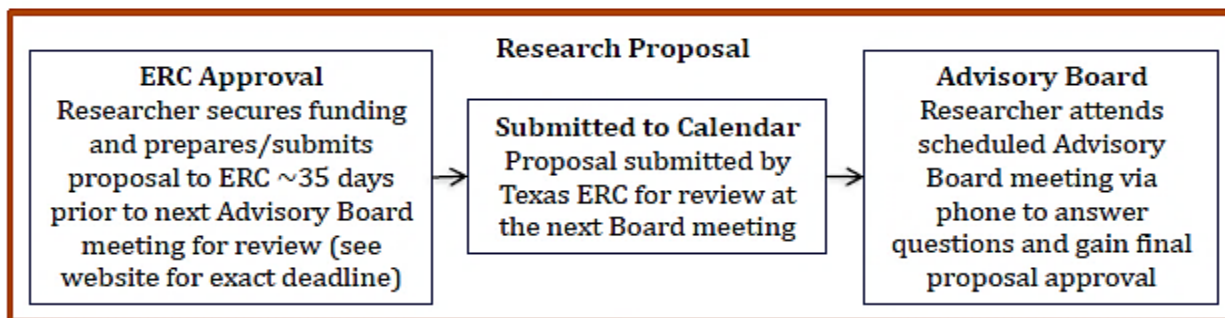 Research Proposal
ERC Approval
Researcher secures funding
and prepares/submits
proposal to ERC ~35 days
prior to next Advisory Board
meeting for review (see
website for exact deadline)
Submitted to Calendar
Proposal submitted by
Texas ERC for review at
the next Board meeting
Advisory Board
Researcher attends
scheduled Advisory
Board meeting via
phone to answer
questions and gain final
proposal approval